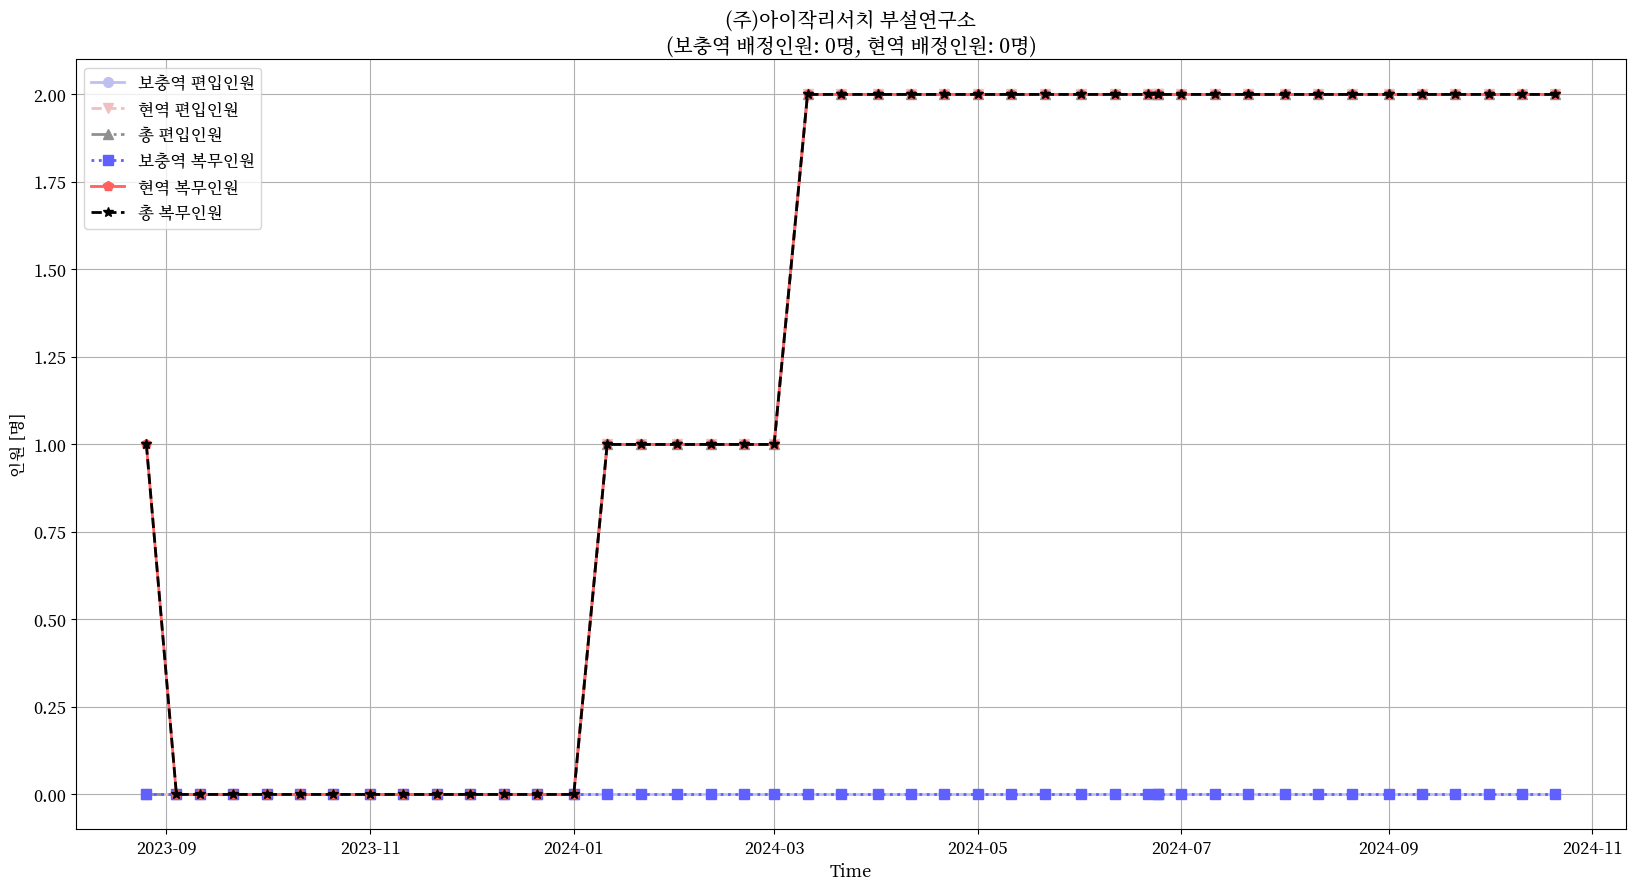 (주)아이작리서치 부설연구소
(보충역 배정인원: 0명, 현역 배정인원: 0명)
보충역 편입인원
현역 편입인원
총 편입인원
보충역 복무인원
현역 복무인원
총 복무인원
인원 [명]
2.00
1.75
1.50
1.25
1.00
0.75
0.50
0.25
0.00
2023-09 2023-11 2024-01 2024-03 2024-05 2024-07 2024-09 2024-11
Time